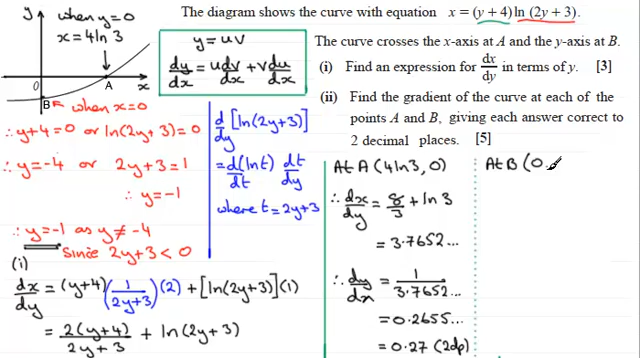 The diagram shows the curve with equation x = (y + 4) ln (2y + 3).
y
when y=0
x = 4 ln 3
0
A
x
B
when x=0
y = uv
dy/dx = u dv/dx + v du/dx
The curve crosses the x-axis at A and the y-axis at B.
(i) Find an expression for dx/dy in terms of y. [3]
(ii) Find the gradient of the curve at each of the
points A and B, giving each answer correct to
2 decimal places. [5]
∴ y+4=0 or ln(2y+3)=0
∴ y=-4 or 2y+3=1
∴ y=-1
∴ y=-1 as y≠-4
since 2y+3<0
d/dy [ln(2y+3)]
= d(ln t)/dt dt/dy
where t=2y+3
(i)
dx/dy = (y+4)(1/(2y+3))(2) + [ln(2y+3)](1)
= 2(y+4)/(2y+3) + ln(2y+3)
At A (4ln3, 0)
∴ dx/dy = 8/3 + ln 3
= 3.7652...
∴ dy/dx = 1/3.7652...
= 0.2655...
= 0.27 (2dp)
At B (0.